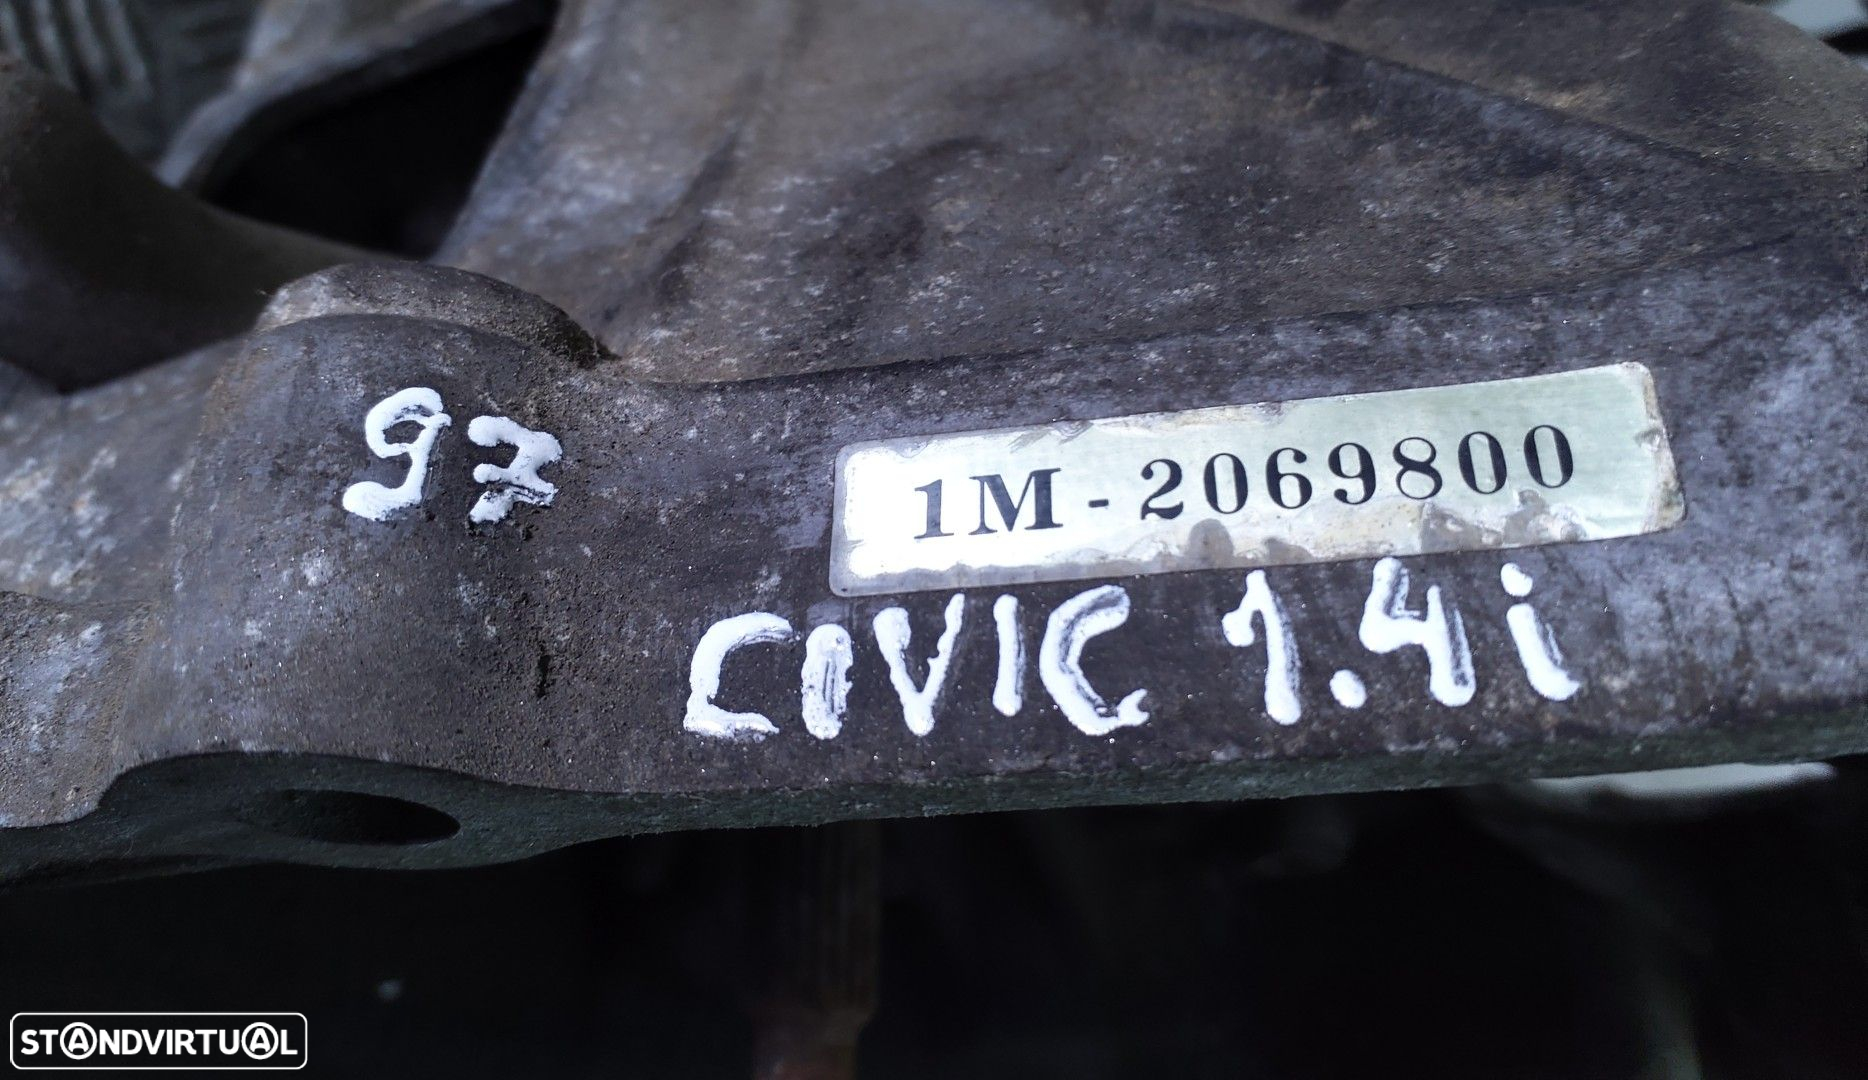 97
1M-2069800
CIVIC 1.4i
STANDVIRTUAL